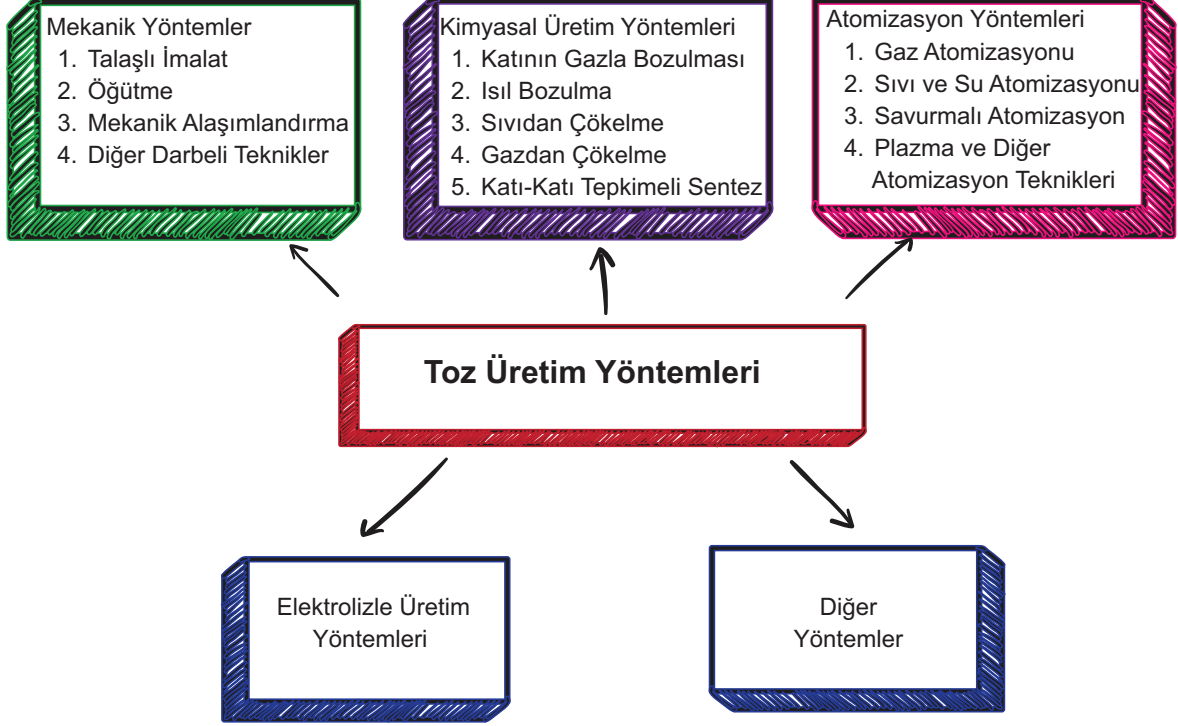 Mekanik Yöntemler
1. Talaşlı İmalat
2. Öğütme
3. Mekanik Alaşımlandırma
4. Diğer Darbeli Teknikler
Kimyasal Üretim Yöntemleri
1. Katının Gazla Bozulması
2. Isıl Bozulma
3. Sıvıdan Çökelme
4. Gazdan Çökelme
5. Katı-Katı Tepkimeli Sentez
Atomizasyon Yöntemleri
1. Gaz Atomizasyonu
2. Sıvı ve Su Atomizasyonu
3. Savurmalı Atomizasyon
4. Plazma ve Diğer
Atomizasyon Teknikleri
Toz Üretim Yöntemleri
Elektrolizle Üretim
Yöntemleri
Diğer
Yöntemler